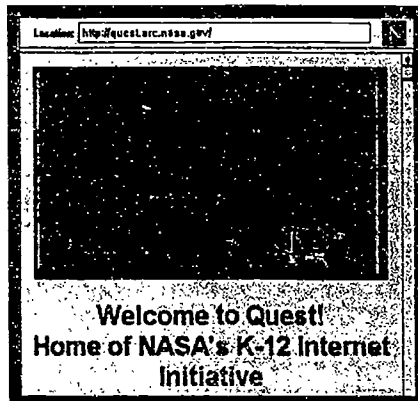 Location: http://quest.arc.nasa.gov/
N
Welcome to Quest!
Home of NASA's K-12 Internet
Initiative